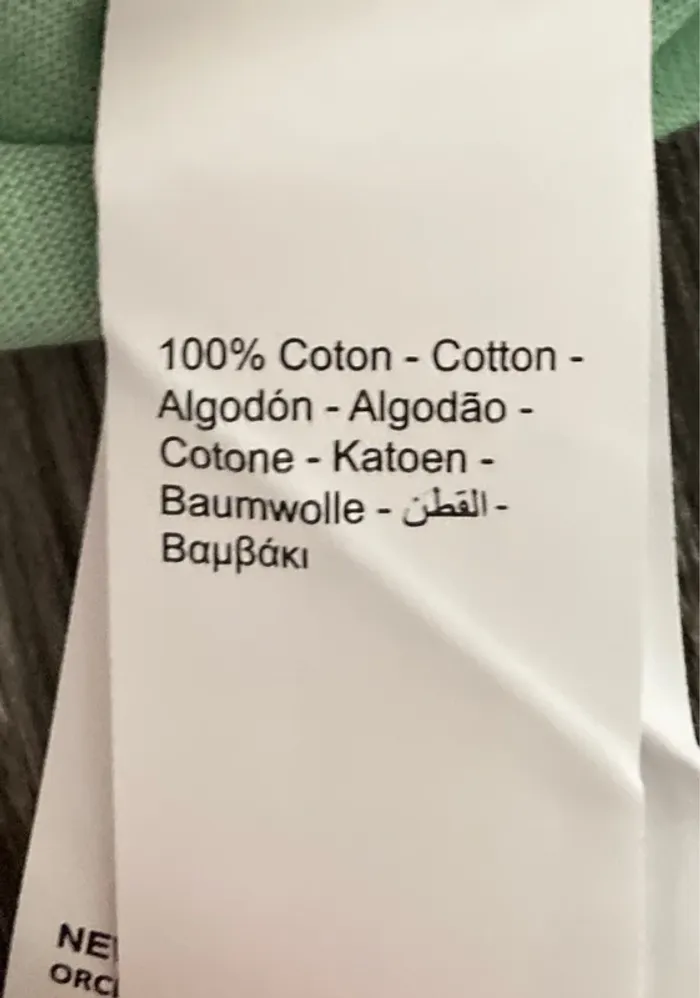 100% Coton - Cotton -
Algodón - Algodão -
Cotone - Katoen -
Baumwolle - القطن -
Βαμβάκι